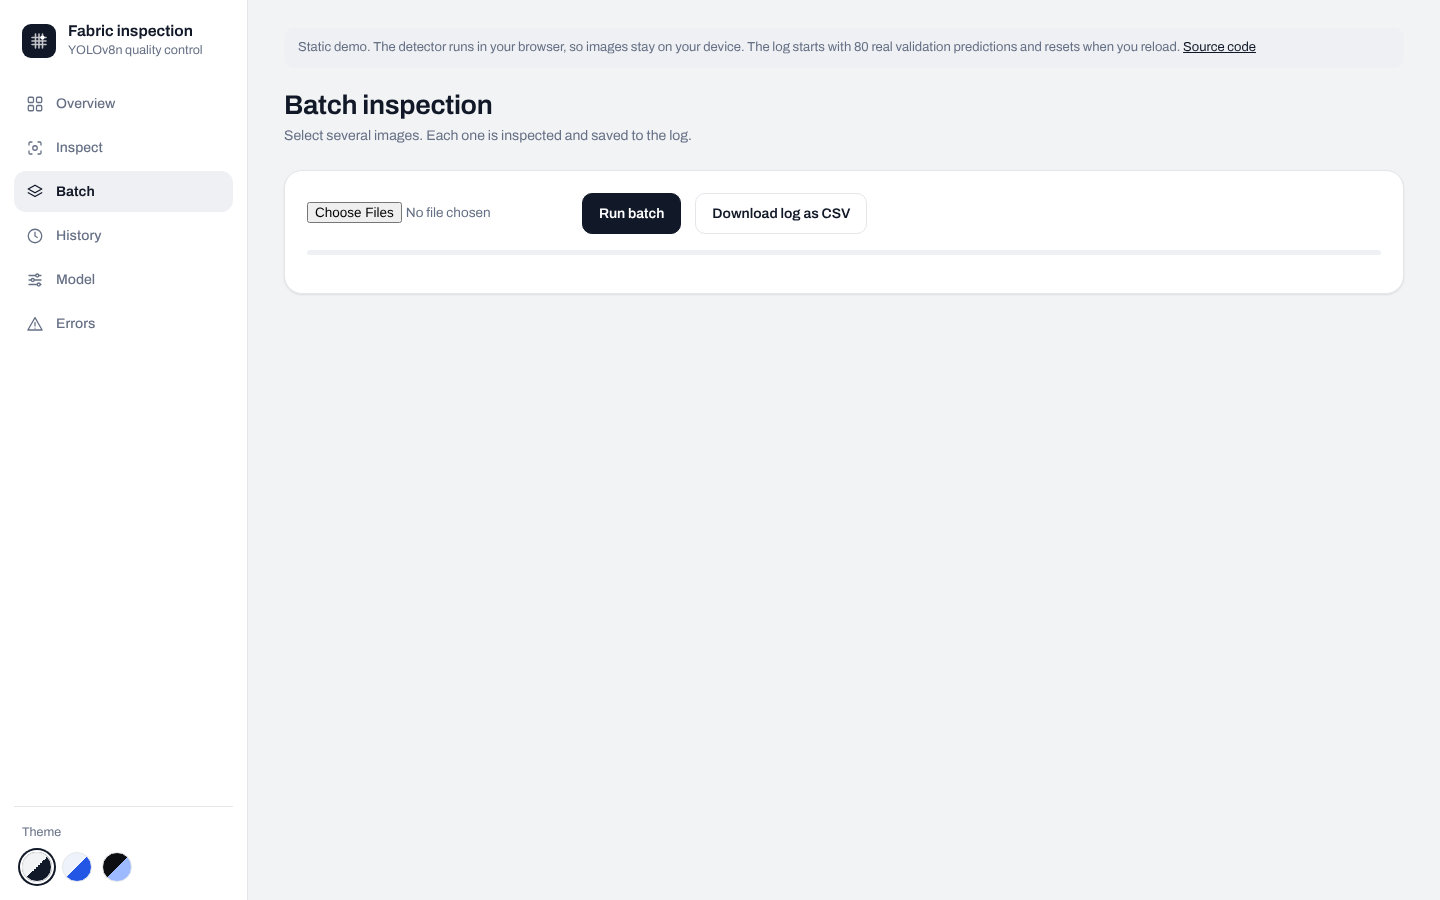 Fabric inspection
YOLOv8n quality control
Overview
Inspect
Batch
History
Model
Errors
Theme
Static demo. The detector runs in your browser, so images stay on your device. The log starts with 80 real validation predictions and resets when you reload. Source code
Batch inspection
Select several images. Each one is inspected and saved to the log.
Choose Files No file chosen
Run batch
Download log as CSV